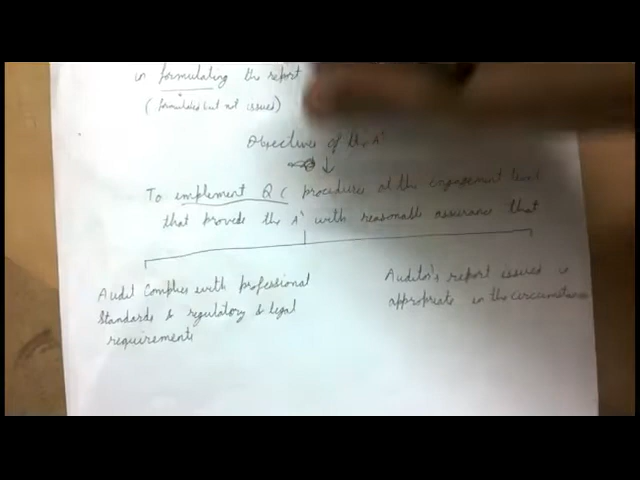 in formulating the report
(formulated but not issued)
Objectives of the A'
To implement QC procedures at the engagement level
that provide the A' with reasonable assurance that
Audit Complies with professional
Standards & regulatory & legal
requirements
Auditor's report issued is
appropriate in the circumstances